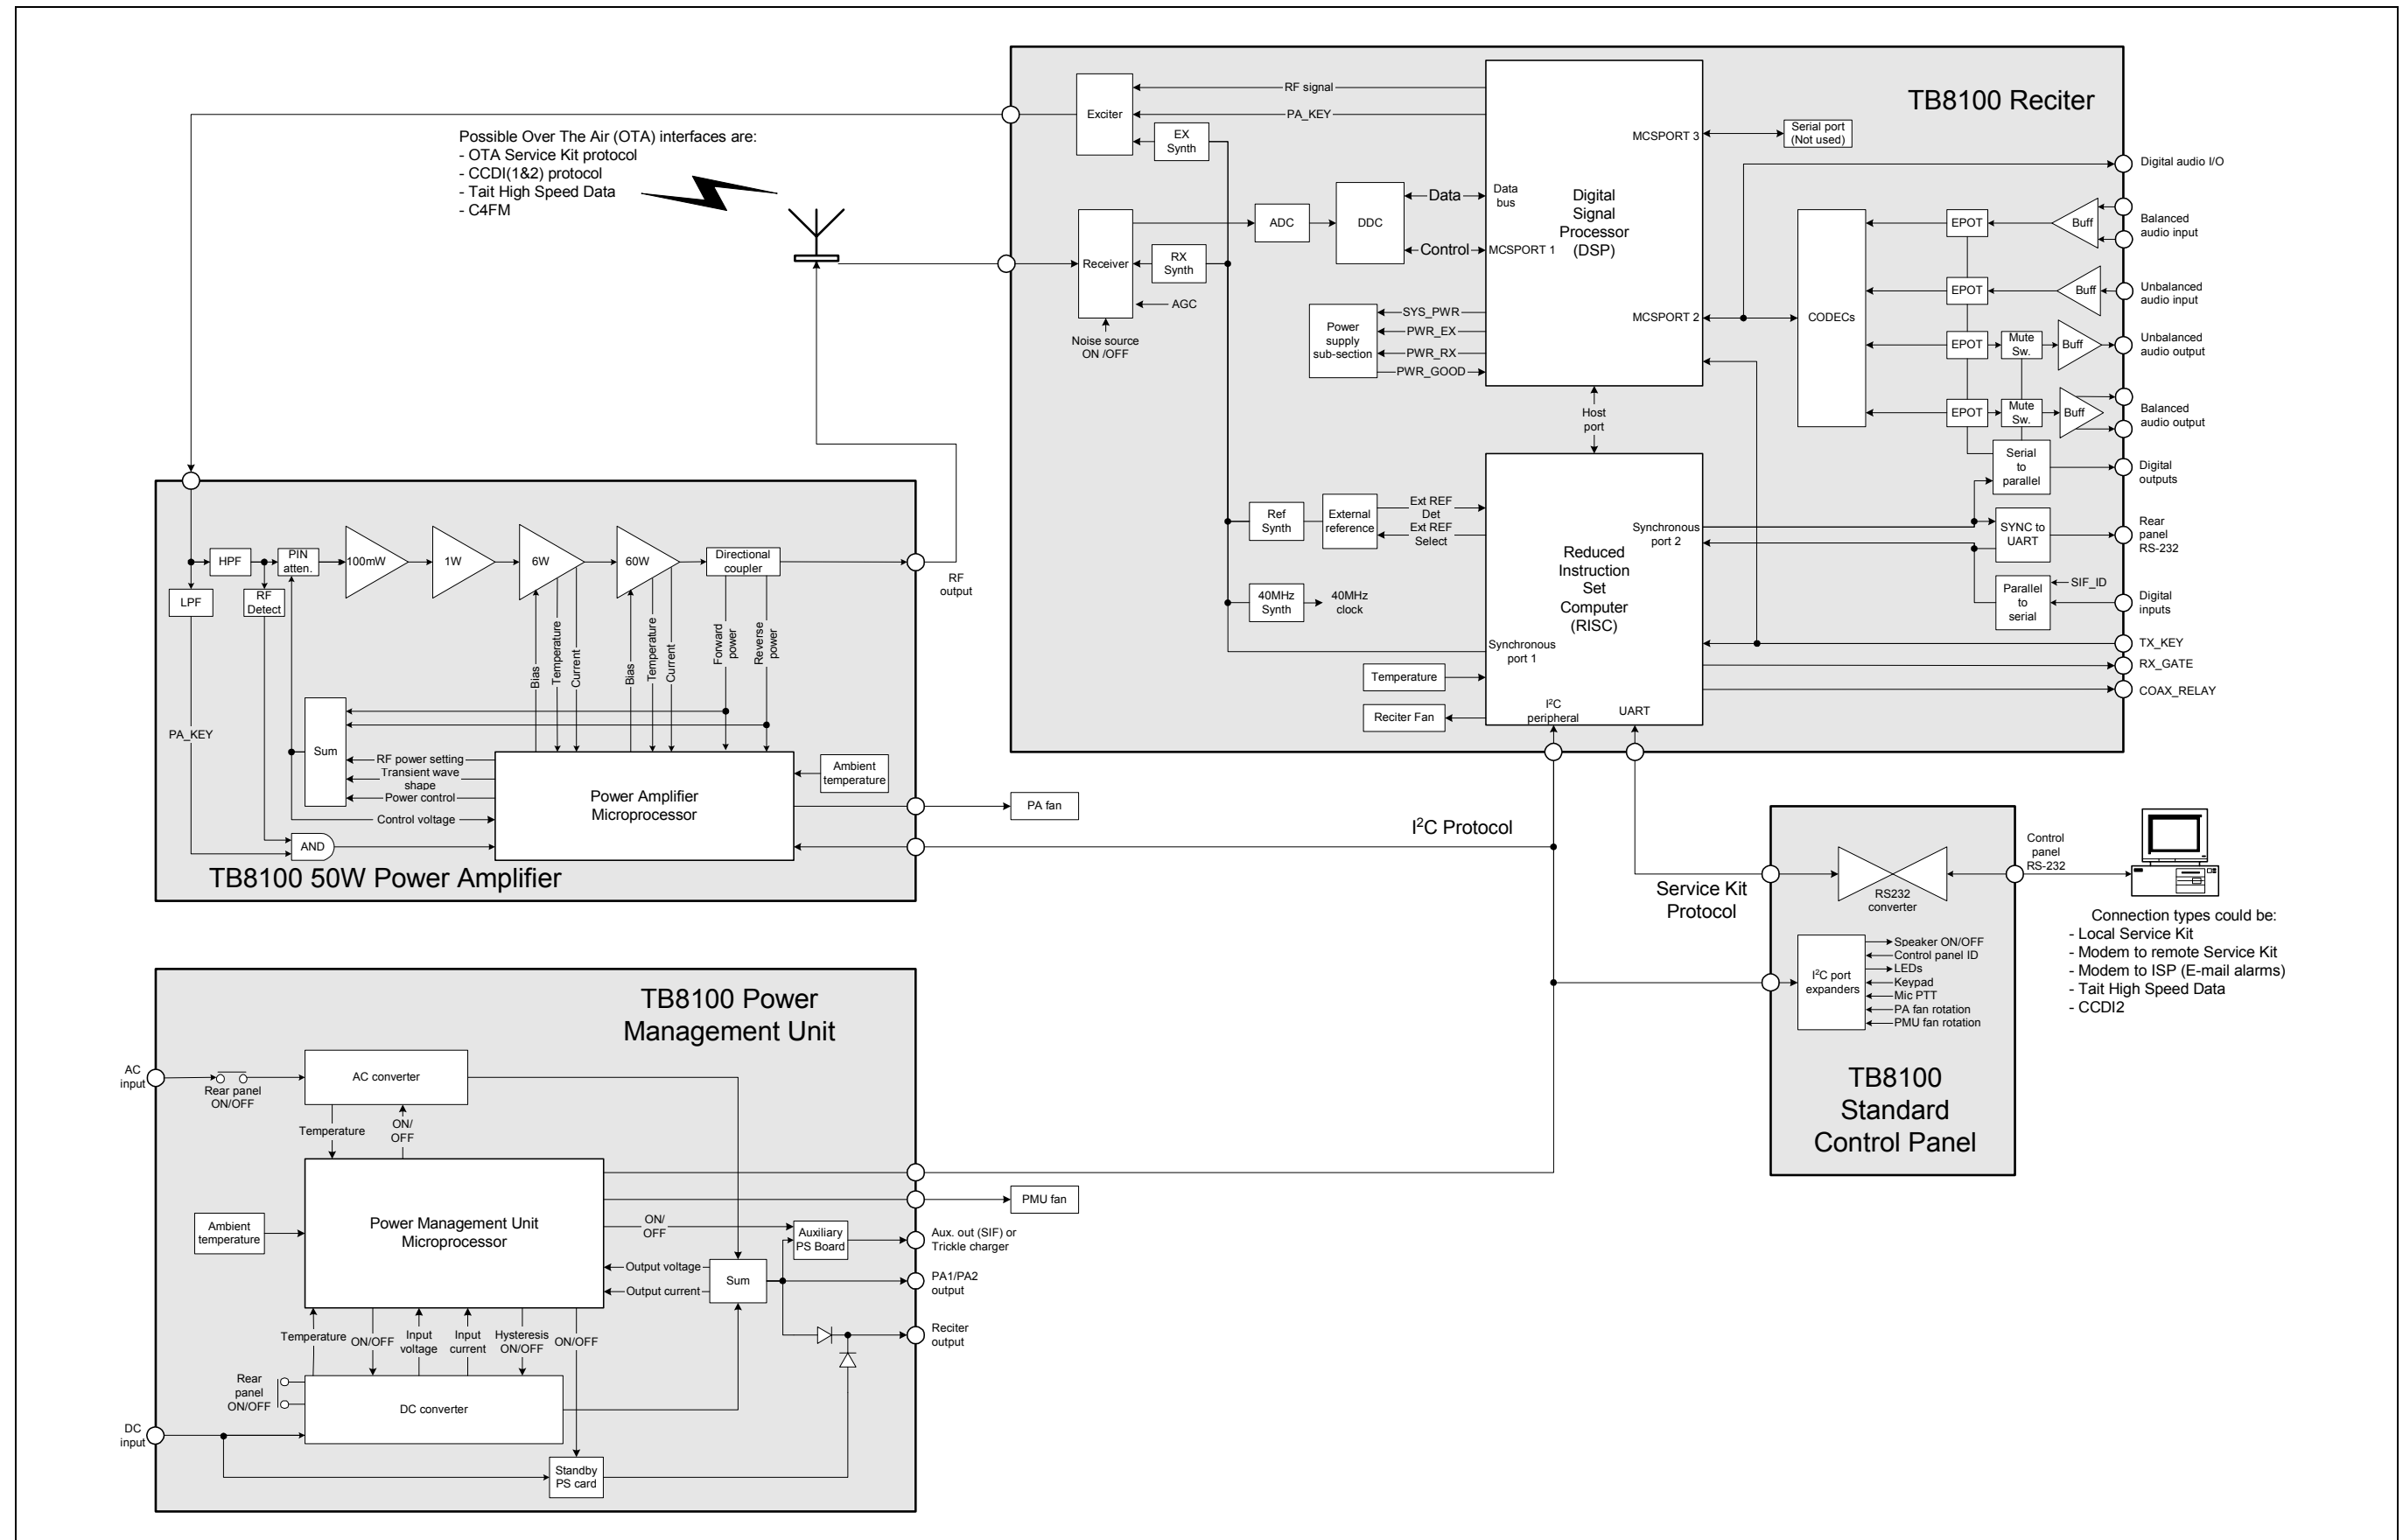 TB8100 Reciter
Possible Over The Air (OTA) interfaces are:
- OTA Service Kit protocol
- CCDI(1&2) protocol
- Tait High Speed Data
- C4FM
Exciter
RF signal
PA_KEY
EX
Synth
Receiver
RX
Synth
AGC
Noise source
ON /OFF
ADC
DDC
Data
Control
Data
bus
MCSPORT 1
Digital
Signal
Processor
(DSP)
MCSPORT 3
MCSPORT 2
Serial port
(Not used)
Power
supply
sub-section
SYS_PWR
PWR_EX
PWR_RX
PWR_GOOD
CODECs
EPOT
Buff
EPOT
Buff
EPOT
Mute
Sw.
Buff
EPOT
Mute
Sw.
Buff
Digital audio I/O
Balanced
audio input
Unbalanced
audio input
Unbalanced
audio output
Balanced
audio output
Host
port
Serial
to
parallel
Digital
outputs
Ref
Synth
External
reference
Ext REF
Det
Ext REF
Select
40MHz
Synth
40MHz
clock
Reduced
Instruction
Set
Computer
(RISC)
Synchronous
port 2
Synchronous
port 1
SYNC to
UART
Rear
panel
RS-232
Parallel
to
serial
SIF_ID
Digital
inputs
TX_KEY
RX_GATE
COAX_RELAY
Temperature
Reciter Fan
I²C
peripheral
UART
HPF
PIN
atten.
100mW
1W
6W
60W
Directional
coupler
LPF
RF
Detect
RF
output
Bias
Temperature
Current
Bias
Temperature
Current
Forward
power
Reverse
power
PA_KEY
Sum
RF power setting
Transient wave
shape
Power control
Control voltage
AND
Power Amplifier
Microprocessor
Ambient
temperature
PA fan
TB8100 50W Power Amplifier
I²C Protocol
Service Kit
Protocol
RS232
converter
Control
panel
RS-232
Connection types could be:
- Local Service Kit
- Modem to remote Service Kit
- Modem to ISP (E-mail alarms)
- Tait High Speed Data
- CCDI2
I²C port
expanders
Speaker ON/OFF
Control panel ID
LEDs
Keypad
Mic PTT
PA fan rotation
PMU fan rotation
TB8100
Standard
Control Panel
TB8100 Power
Management Unit
AC
input
Rear panel
ON/OFF
AC converter
Temperature
ON/
OFF
Ambient
temperature
Power Management Unit
Microprocessor
PMU fan
ON/
OFF
Auxiliary
PS Board
Aux. out (SIF) or
Trickle charger
Output voltage
Output current
Sum
PA1/PA2
output
Reciter
output
Temperature
ON/OFF
Input
voltage
Input
current
Hysteresis
ON/OFF
ON/OFF
Rear
panel
ON/OFF
DC converter
DC
input
Standby
PS card